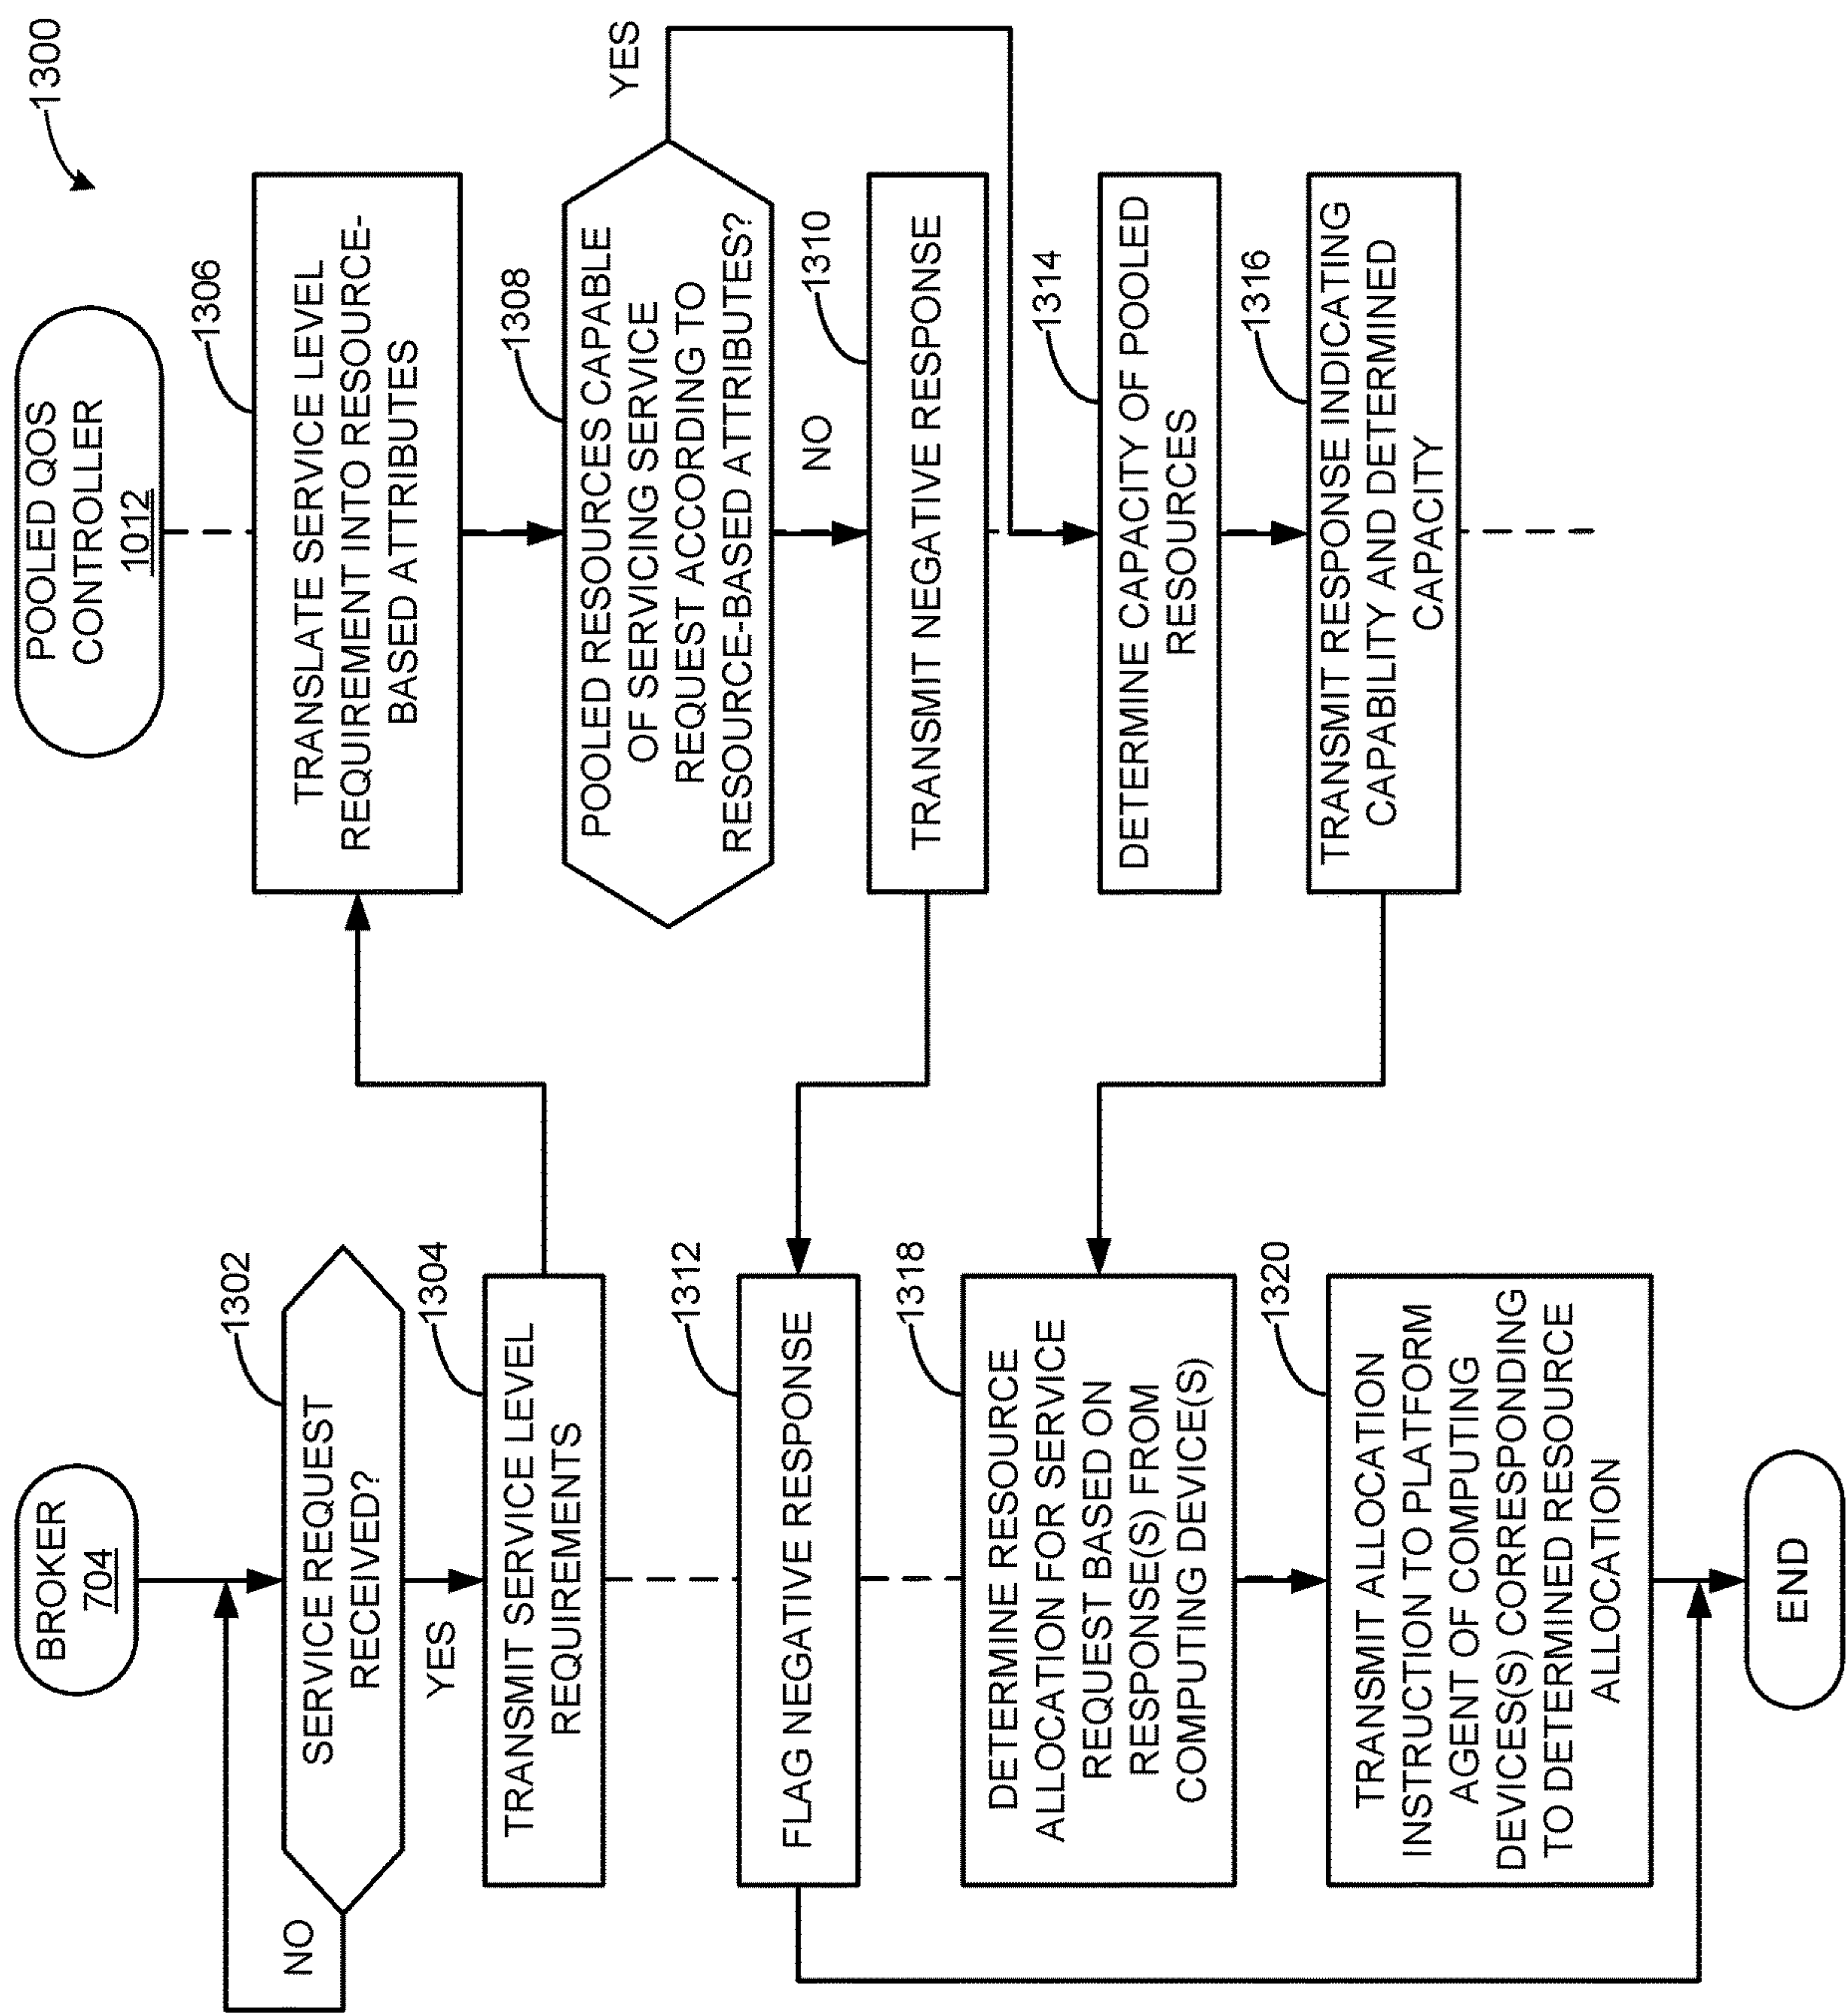 1300
BROKER
704
1302
SERVICE REQUEST
RECEIVED?
NO
YES
1304
TRANSMIT SERVICE LEVEL
REQUIREMENTS
1312
FLAG NEGATIVE RESPONSE
1318
DETERMINE RESOURCE
ALLOCATION FOR SERVICE
REQUEST BASED ON
RESPONSE(S) FROM
COMPUTING DEVICE(S)
1320
TRANSMIT ALLOCATION
INSTRUCTION TO PLATFORM
AGENT OF COMPUTING
DEVICES(S) CORRESPONDING
TO DETERMINED RESOURCE
ALLOCATION
END
POOLED QOS
CONTROLLER
1012
1306
TRANSLATE SERVICE LEVEL
REQUIREMENT INTO RESOURCE-
BASED ATTRIBUTES
1308
POOLED RESOURCES CAPABLE
OF SERVICING SERVICE
REQUEST ACCORDING TO
RESOURCE-BASED ATTRIBUTES?
YES
NO
1310
TRANSMIT NEGATIVE RESPONSE
1314
DETERMINE CAPACITY OF POOLED
RESOURCES
1316
TRANSMIT RESPONSE INDICATING
CAPABILITY AND DETERMINED
CAPACITY